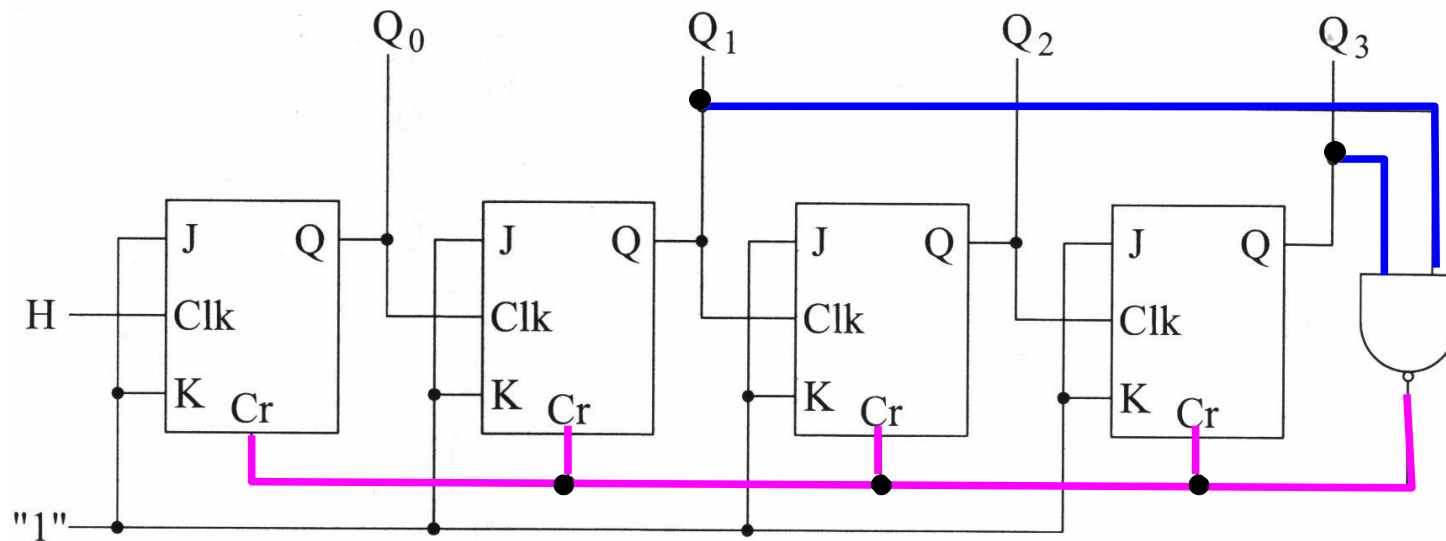 Q0 Q1 Q2 Q3
J Q J Q J Q J Q
H Clk Clk Clk Clk
K Cr K Cr K Cr K Cr
"1"